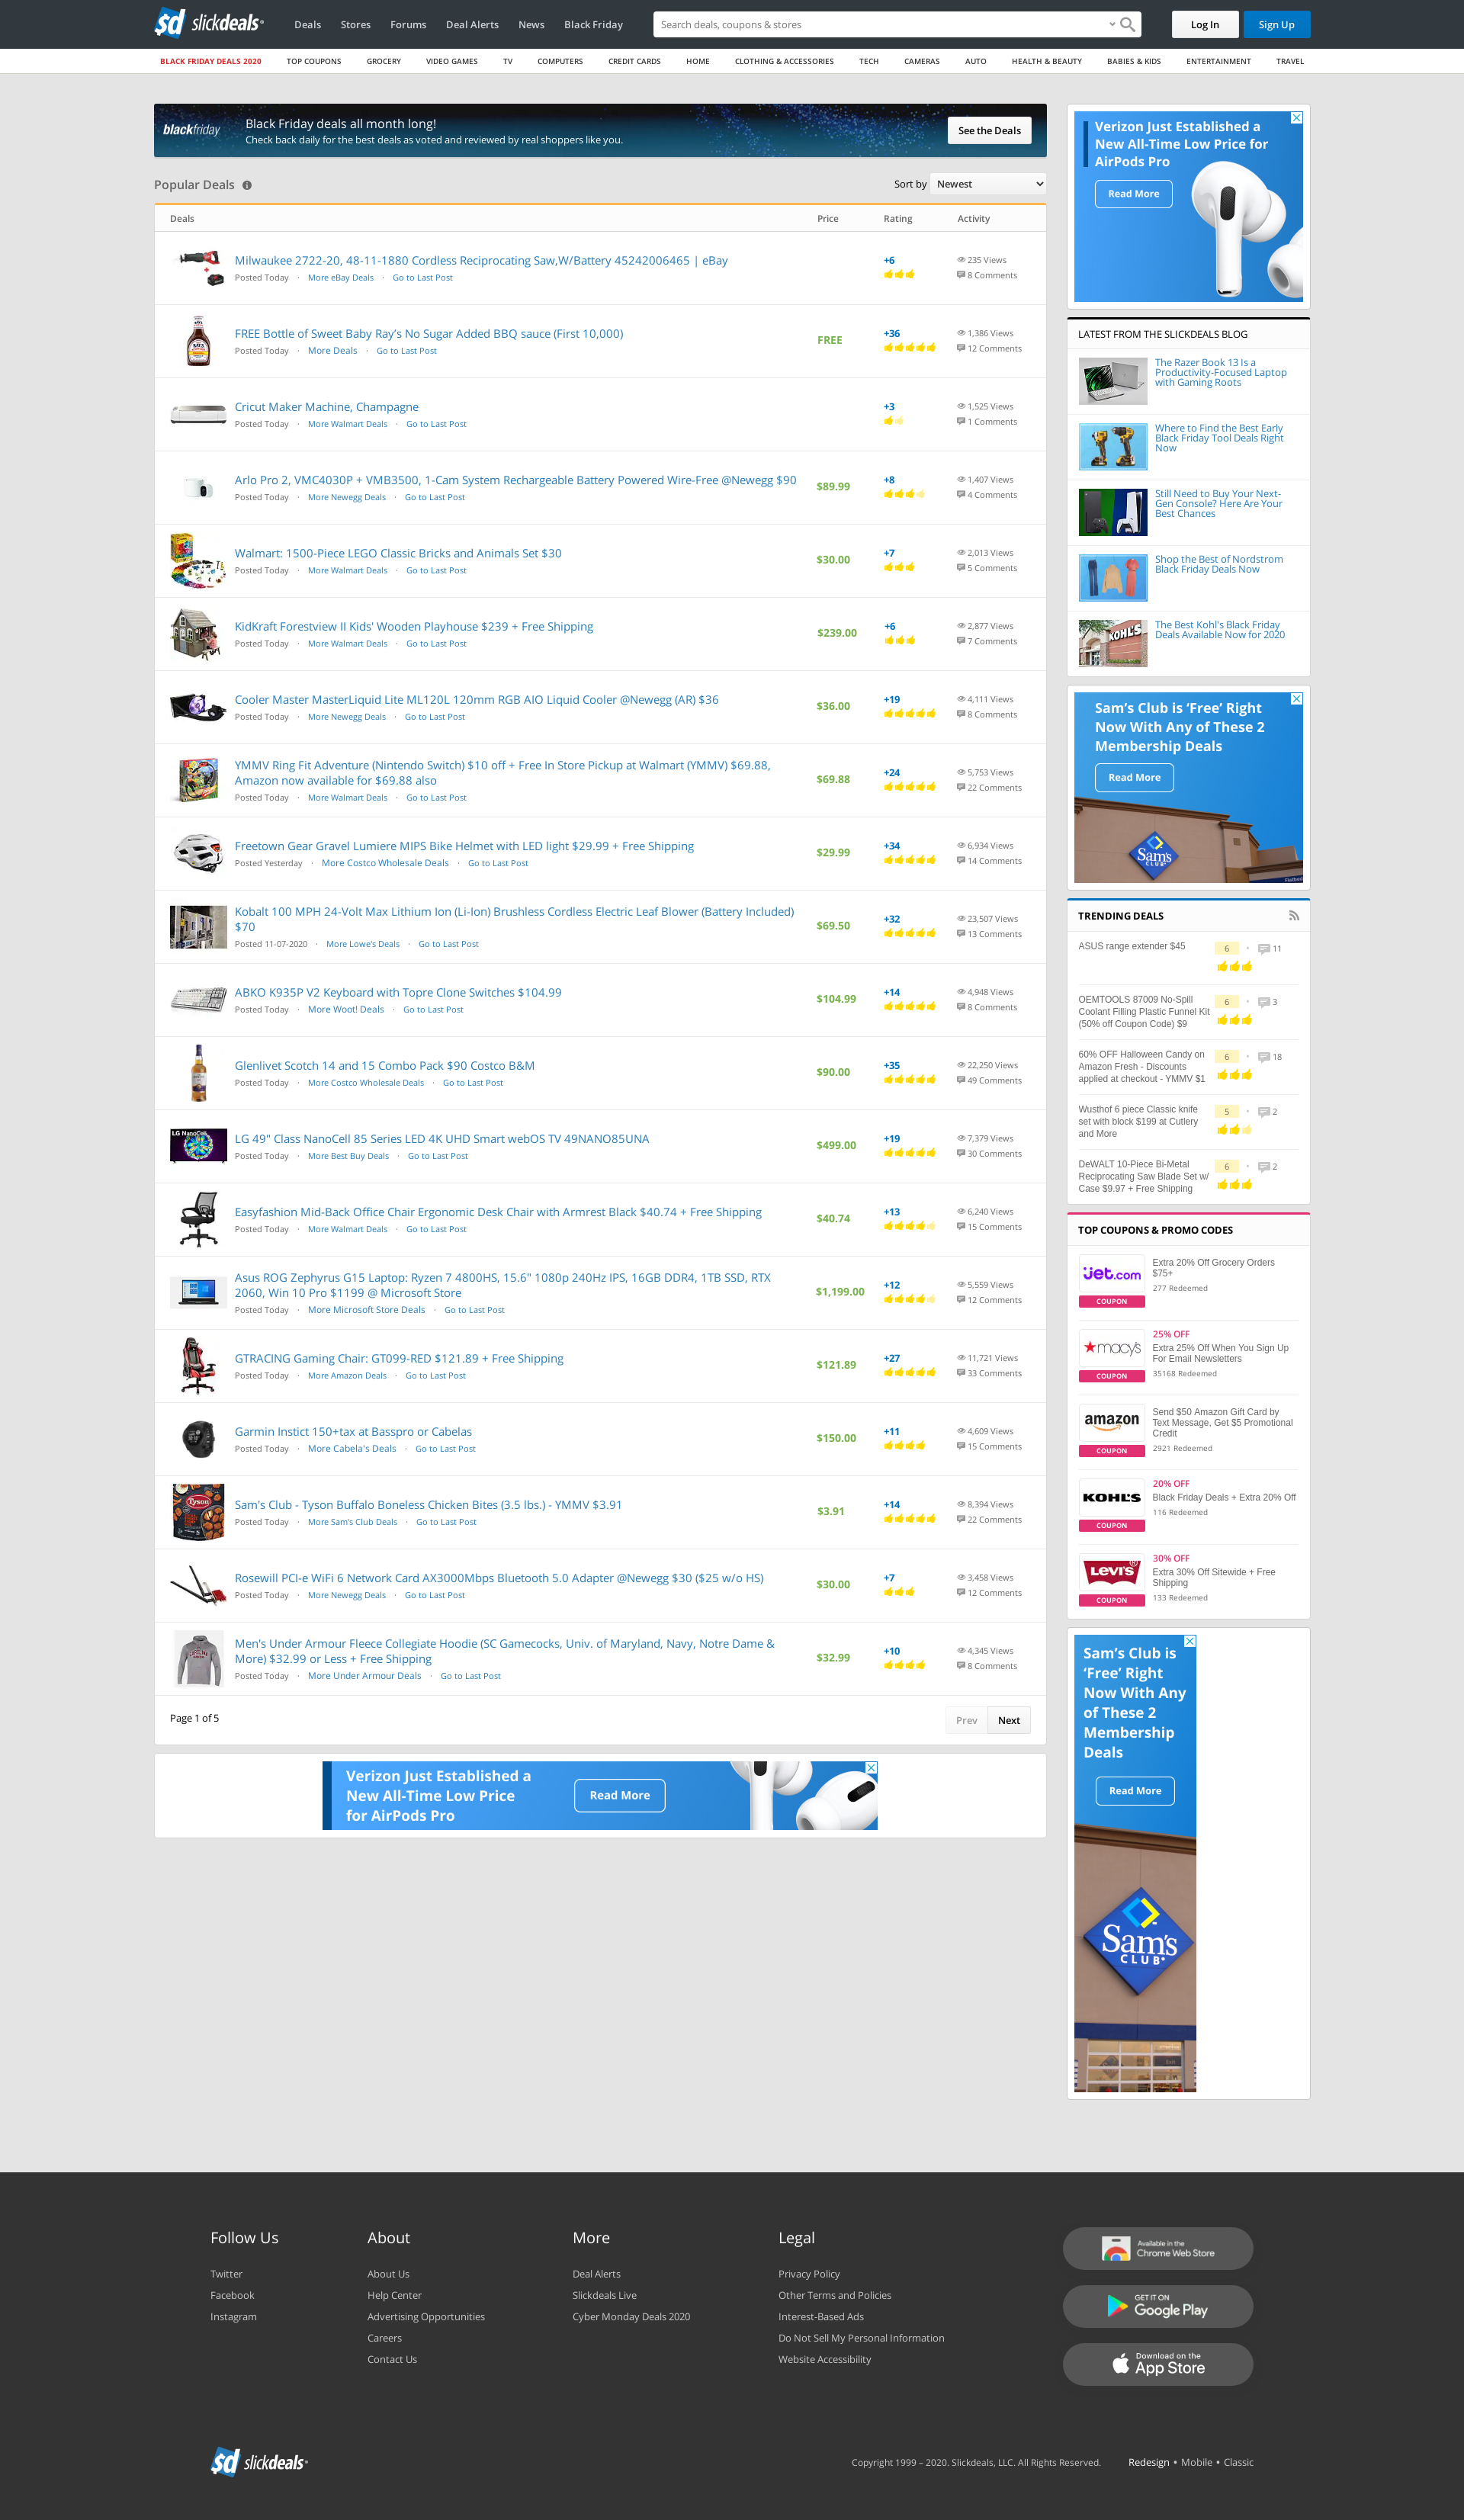 sd slickdeals
Deals
Stores
Forums
Deal Alerts
News
Black Friday
Search deals, coupons & stores
Log In
Sign Up
BLACK FRIDAY DEALS 2020
TOP COUPONS
GROCERY
VIDEO GAMES
TV
COMPUTERS
CREDIT CARDS
HOME
CLOTHING & ACCESSORIES
TECH
CAMERAS
AUTO
HEALTH & BEAUTY
BABIES & KIDS
ENTERTAINMENT
TRAVEL
blackfriday
Black Friday deals all month long!
Check back daily for the best deals as voted and reviewed by real shoppers like you.
See the Deals
Popular Deals
Sort by Newest
Deals Price Rating Activity
Milwaukee 2722-20, 48-11-1880 Cordless Reciprocating Saw,W/Battery 45242006465 | eBay
Posted Today · More eBay Deals · Go to Last Post
+6
235 Views
8 Comments
FREE Bottle of Sweet Baby Ray’s No Sugar Added BBQ sauce (First 10,000)
Posted Today · More Deals · Go to Last Post
FREE
+36
1,386 Views
12 Comments
Cricut Maker Machine, Champagne
Posted Today · More Walmart Deals · Go to Last Post
+3
1,525 Views
1 Comments
Arlo Pro 2, VMC4030P + VMB3500, 1-Cam System Rechargeable Battery Powered Wire-Free @Newegg $90
Posted Today · More Newegg Deals · Go to Last Post
$89.99
+8
1,407 Views
4 Comments
Walmart: 1500-Piece LEGO Classic Bricks and Animals Set $30
Posted Today · More Walmart Deals · Go to Last Post
$30.00
+7
2,013 Views
5 Comments
KidKraft Forestview II Kids' Wooden Playhouse $239 + Free Shipping
Posted Today · More Walmart Deals · Go to Last Post
$239.00
+6
2,877 Views
7 Comments
Cooler Master MasterLiquid Lite ML120L 120mm RGB AIO Liquid Cooler @Newegg (AR) $36
Posted Today · More Newegg Deals · Go to Last Post
$36.00
+19
4,111 Views
8 Comments
YMMV Ring Fit Adventure (Nintendo Switch) $10 off + Free In Store Pickup at Walmart (YMMV) $69.88,
Amazon now available for $69.88 also
Posted Today · More Walmart Deals · Go to Last Post
$69.88
+24
5,753 Views
22 Comments
Freetown Gear Gravel Lumiere MIPS Bike Helmet with LED light $29.99 + Free Shipping
Posted Yesterday · More Costco Wholesale Deals · Go to Last Post
$29.99
+34
6,934 Views
14 Comments
Kobalt 100 MPH 24-Volt Max Lithium Ion (Li-Ion) Brushless Cordless Electric Leaf Blower (Battery Included)
$70
Posted 11-07-2020 · More Lowe's Deals · Go to Last Post
$69.50
+32
23,507 Views
13 Comments
ABKO K935P V2 Keyboard with Topre Clone Switches $104.99
Posted Today · More Woot! Deals · Go to Last Post
$104.99
+14
4,948 Views
8 Comments
Glenlivet Scotch 14 and 15 Combo Pack $90 Costco B&M
Posted Today · More Costco Wholesale Deals · Go to Last Post
$90.00
+35
22,250 Views
49 Comments
LG NanoCell
LG 49" Class NanoCell 85 Series LED 4K UHD Smart webOS TV 49NANO85UNA
Posted Today · More Best Buy Deals · Go to Last Post
$499.00
+19
7,379 Views
30 Comments
Easyfashion Mid-Back Office Chair Ergonomic Desk Chair with Armrest Black $40.74 + Free Shipping
Posted Today · More Walmart Deals · Go to Last Post
$40.74
+13
6,240 Views
15 Comments
Asus ROG Zephyrus G15 Laptop: Ryzen 7 4800HS, 15.6" 1080p 240Hz IPS, 16GB DDR4, 1TB SSD, RTX
2060, Win 10 Pro $1199 @ Microsoft Store
Posted Today · More Microsoft Store Deals · Go to Last Post
$1,199.00
+12
5,559 Views
12 Comments
GTRACING Gaming Chair: GT099-RED $121.89 + Free Shipping
Posted Today · More Amazon Deals · Go to Last Post
$121.89
+27
11,721 Views
33 Comments
Garmin Instict 150+tax at Basspro or Cabelas
Posted Today · More Cabela's Deals · Go to Last Post
$150.00
+11
4,609 Views
15 Comments
Tyson
Sam's Club - Tyson Buffalo Boneless Chicken Bites (3.5 lbs.) - YMMV $3.91
Posted Today · More Sam's Club Deals · Go to Last Post
$3.91
+14
8,394 Views
22 Comments
Rosewill PCI-e WiFi 6 Network Card AX3000Mbps Bluetooth 5.0 Adapter @Newegg $30 ($25 w/o HS)
Posted Today · More Newegg Deals · Go to Last Post
$30.00
+7
3,458 Views
12 Comments
Men's Under Armour Fleece Collegiate Hoodie (SC Gamecocks, Univ. of Maryland, Navy, Notre Dame &
More) $32.99 or Less + Free Shipping
Posted Today · More Under Armour Deals · Go to Last Post
$32.99
+10
4,345 Views
8 Comments
Page 1 of 5
Prev
Next
Verizon Just Established a
New All-Time Low Price
for AirPods Pro
Read More
Verizon Just Established a
New All-Time Low Price for
AirPods Pro
Read More
LATEST FROM THE SLICKDEALS BLOG
The Razer Book 13 Is a
Productivity-Focused Laptop
with Gaming Roots
Where to Find the Best Early
Black Friday Tool Deals Right
Now
Still Need to Buy Your Next-
Gen Console? Here Are Your
Best Chances
Shop the Best of Nordstrom
Black Friday Deals Now
KOHL'S
The Best Kohl's Black Friday
Deals Available Now for 2020
Sam’s Club is ‘Free’ Right
Now With Any of These 2
Membership Deals
Read More
Sam's
CLUB
TRENDING DEALS
ASUS range extender $45
6 • 11
OEMTOOLS 87009 No-Spill
Coolant Filling Plastic Funnel Kit
(50% off Coupon Code) $9
6 • 3
60% OFF Halloween Candy on
Amazon Fresh - Discounts
applied at checkout - YMMV $1
6 • 18
Wusthof 6 piece Classic knife
set with block $199 at Cutlery
and More
5 • 2
DeWALT 10-Piece Bi-Metal
Reciprocating Saw Blade Set w/
Case $9.97 + Free Shipping
6 • 2
TOP COUPONS & PROMO CODES
jet.com
COUPON
Extra 20% Off Grocery Orders
$75+
277 Redeemed
macy's
COUPON
25% OFF
Extra 25% Off When You Sign Up
For Email Newsletters
35168 Redeemed
amazon
COUPON
Send $50 Amazon Gift Card by
Text Message, Get $5 Promotional
Credit
2921 Redeemed
KOHL'S
COUPON
20% OFF
Black Friday Deals + Extra 20% Off
116 Redeemed
LEVI'S
COUPON
30% OFF
Extra 30% Off Sitewide + Free
Shipping
133 Redeemed
Sam’s Club is
‘Free’ Right
Now With Any
of These 2
Membership
Deals
Read More
Sam's
CLUB
Follow Us
Twitter
Facebook
Instagram
About
About Us
Help Center
Advertising Opportunities
Careers
Contact Us
More
Deal Alerts
Slickdeals Live
Cyber Monday Deals 2020
Legal
Privacy Policy
Other Terms and Policies
Interest-Based Ads
Do Not Sell My Personal Information
Website Accessibility
Available in the
Chrome Web Store
GET IT ON
Google Play
Download on the
App Store
sd slickdeals
Copyright 1999 – 2020. Slickdeals, LLC. All Rights Reserved.
Redesign • Mobile • Classic